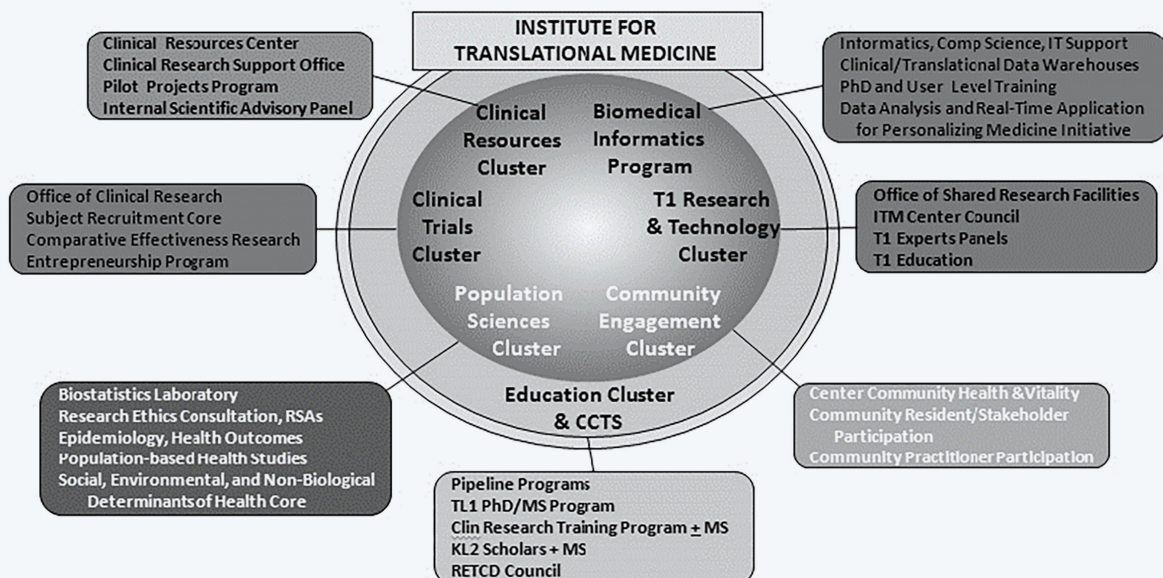 INSTITUTE FOR
TRANSLATIONAL MEDICINE
Clinical Resources Center
Clinical Research Support Office
Pilot Projects Program
Internal Scientific Advisory Panel
Informatics, Comp Science, IT Support
Clinical/Translational Data Warehouses
PhD and User Level Training
Data Analysis and Real-Time Application
for Personalizing Medicine Initiative
Clinical
Resources
Cluster
Biomedical
Informatics
Program
Office of Clinical Research
Subject Recruitment Core
Comparative Effectiveness Research
Entrepreneurship Program
Clinical
Trials
Cluster
T1 Research
& Technology
Cluster
Office of Shared Research Facilities
ITM Center Council
T1 Experts Panels
T1 Education
Population
Sciences
Cluster
Community
Engagement
Cluster
Biostatistics Laboratory
Research Ethics Consultation, RSAs
Epidemiology, Health Outcomes
Population-based Health Studies
Social, Environmental, and Non-Biological
Determinants of Health Core
Education Cluster
& CCTS
Center Community Health & Vitality
Community Resident/Stakeholder
Participation
Community Practitioner Participation
Pipeline Programs
TL1 PhD/MS Program
Clin Research Training Program ± MS
KL2 Scholars + MS
RETCD Council